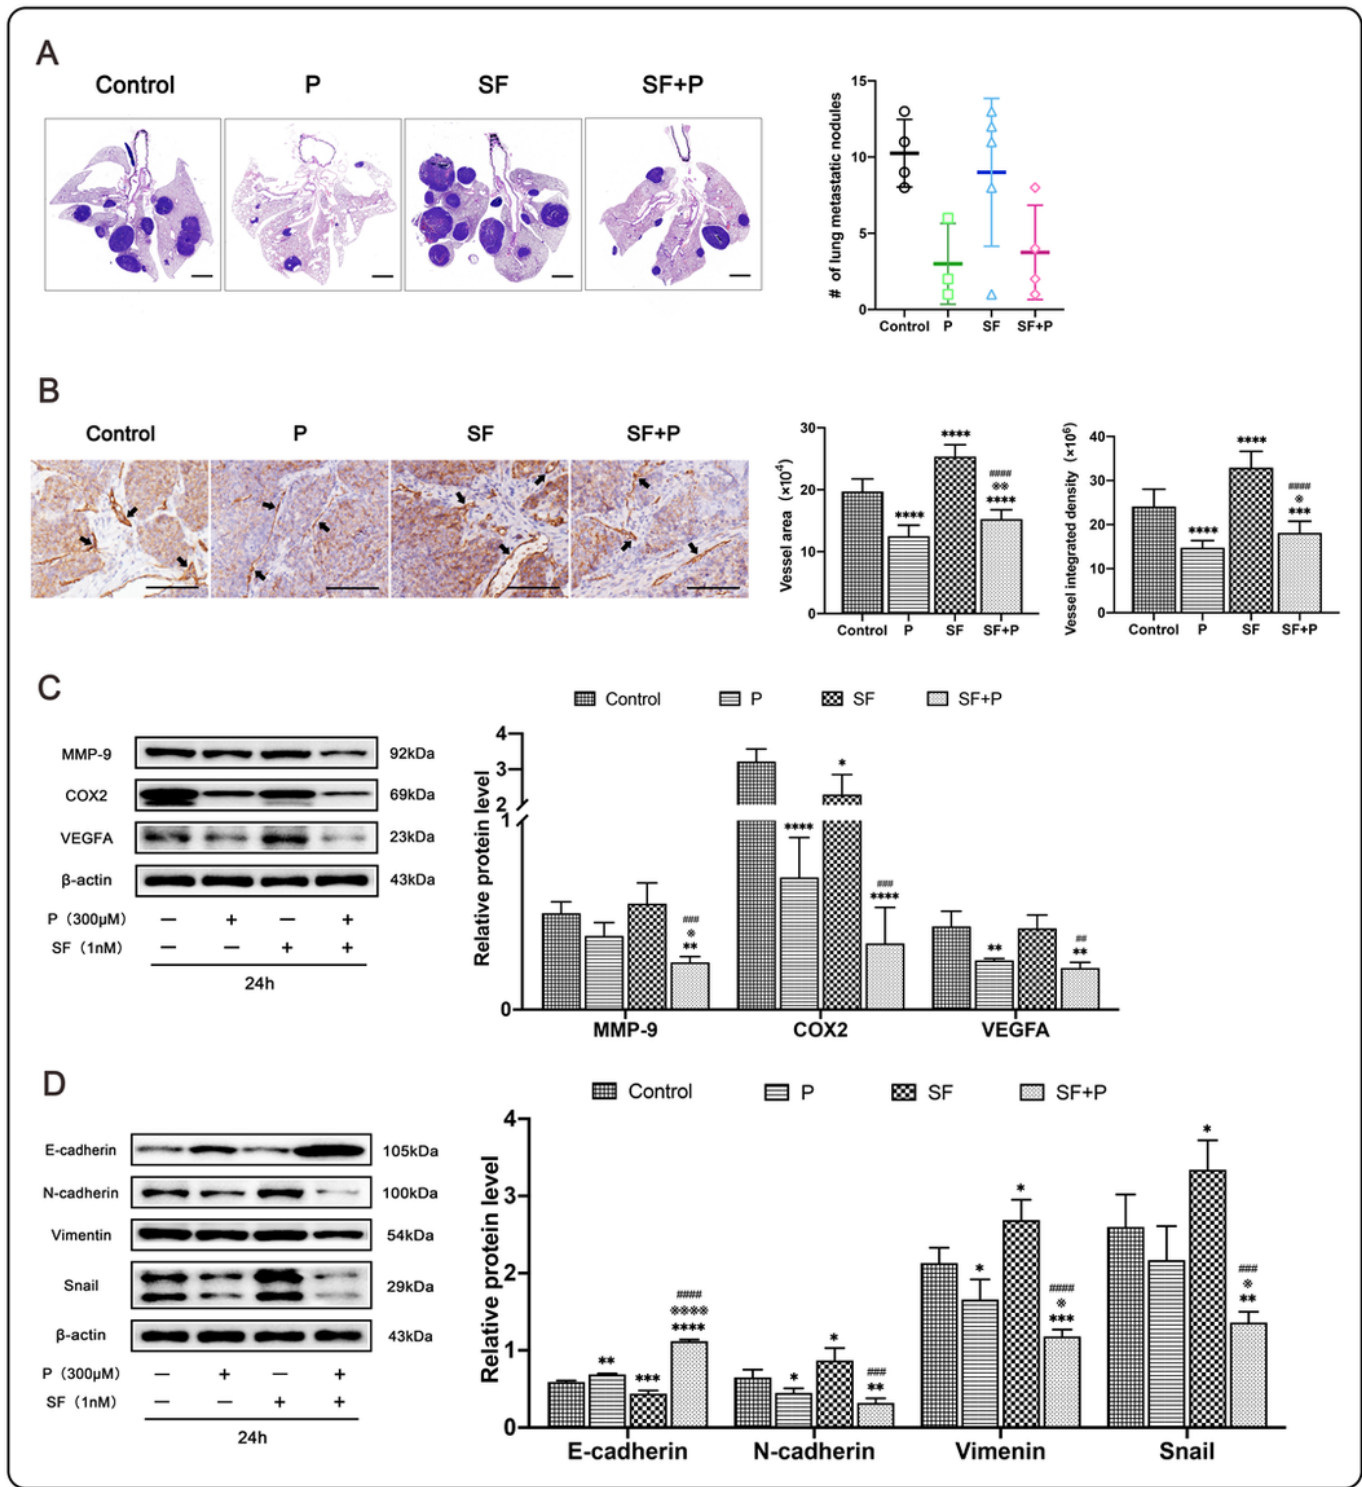 A
Control P SF SF+P
# of lung metastatic nodules
15
10
5
0
Control P SF SF+P
B
Control P SF SF+P
Vessel area (×10⁴)
30
20
10
0
****
****
####
※※
****
Control P SF SF+P
Vessel integrated density (×10⁶)
40
30
20
10
0
****
****
####
※
***
Control P SF SF+P
C
MMP-9 92kDa
COX2 69kDa
VEGFA 23kDa
β-actin 43kDa
P (300μM) — + — +
SF (1nM) — — + +
24h
Control P SF SF+P
Relative protein level
4
3
2
1
0
###
※
**
****
*
###
****
**
##
**
MMP-9 COX2 VEGFA
D
E-cadherin 105kDa
N-cadherin 100kDa
Vimentin 54kDa
Snail 29kDa
β-actin 43kDa
P (300μM) — + — +
SF (1nM) — — + +
24h
Control P SF SF+P
Relative protein level
4
3
2
1
0
**
***
####
※※※※
****
*
*
###
**
*
*
####
※
***
*
###
※
**
E-cadherin N-cadherin Vimenin Snail